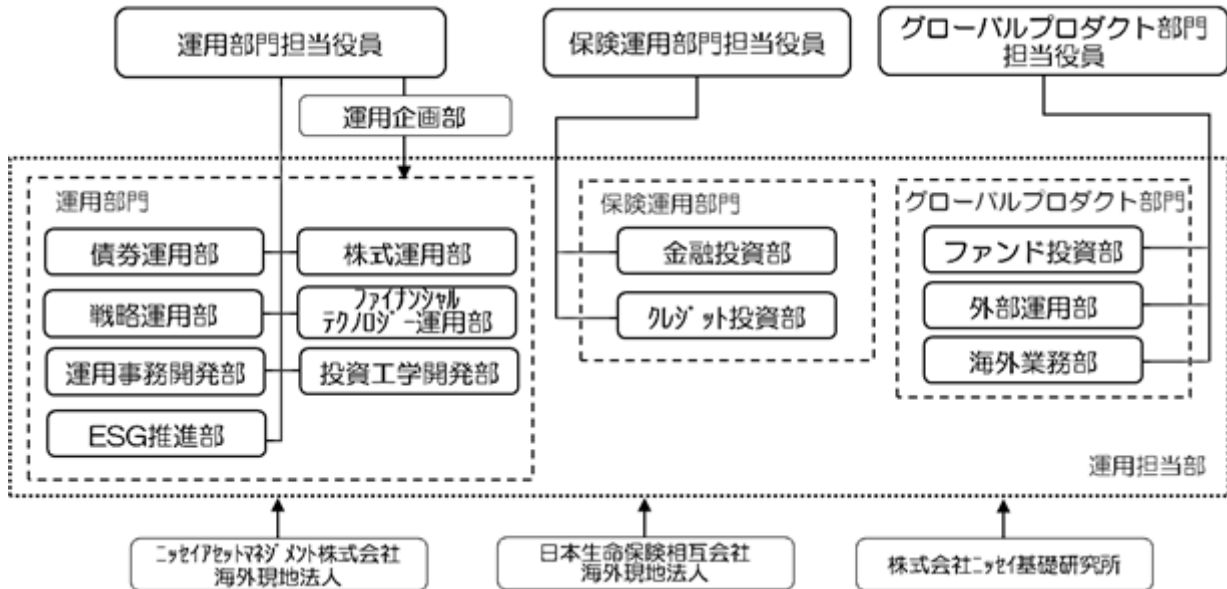 運用部門担当役員
保険運用部門担当役員
グローバルプロダクト部門
担当役員
運用企画部
運用部門
債券運用部
株式運用部
戦略運用部
ファイナンシャル
テクノロジー運用部
運用事務開発部
投資工学開発部
ESG推進部
保険運用部門
金融投資部
クレジット投資部
グローバルプロダクト部門
ファンド投資部
外部運用部
海外業務部
運用担当部
ニッセイアセットマネジメント株式会社
海外現地法人
日本生命保険相互会社
海外現地法人
株式会社ニッセイ基礎研究所